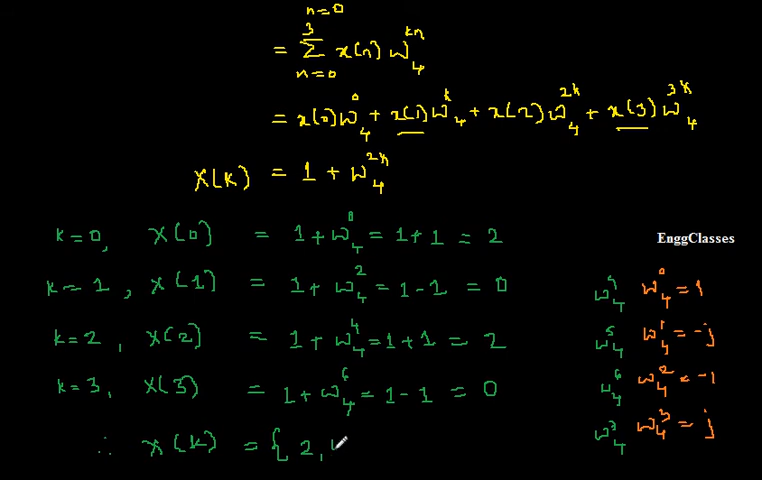 n=0
= 3 Σ n=0 x(n) W₄^kn
= x(0)W₄^0 + x(1)W₄^k + x(2)W₄^2k + x(3)W₄^3k
X(k) = 1 + W₄^2k
k=0, X(0) = 1 + W₄^0 = 1+1 = 2
EnggClasses
k=1, X(1) = 1 + W₄^2 = 1-1 = 0
W₄^4 W₄^0 = 1
k=2, X(2) = 1 + W₄^4 = 1+1 = 2
W₄^5 W₄^1 = -j
k=3, X(3) = 1 + W₄^6 = 1-1 = 0
W₄^6 W₄^2 = -1
∴ X(k) = { 2,
W₄^3 = j